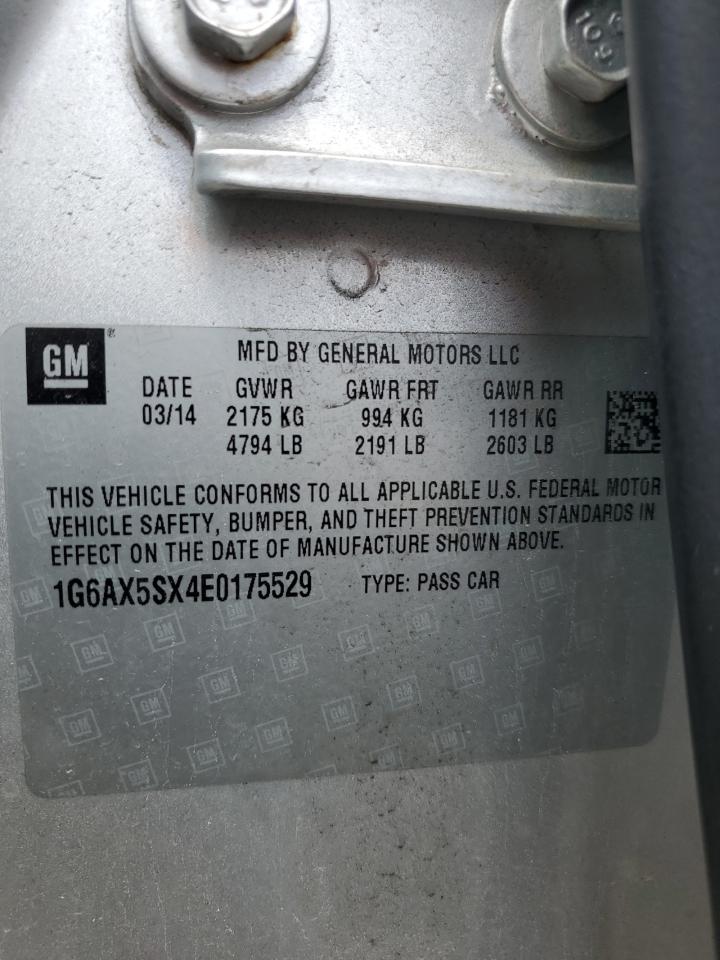 109
GM
MFD BY GENERAL MOTORS LLC
DATE GVWR GAWR FRT GAWR RR
03/14 2175 KG 994 KG 1181 KG
4794 LB 2191 LB 2603 LB
THIS VEHICLE CONFORMS TO ALL APPLICABLE U.S. FEDERAL MOTOR
VEHICLE SAFETY, BUMPER, AND THEFT PREVENTION STANDARDS IN
EFFECT ON THE DATE OF MANUFACTURE SHOWN ABOVE.
1G6AX5SX4E0175529 TYPE: PASS CAR